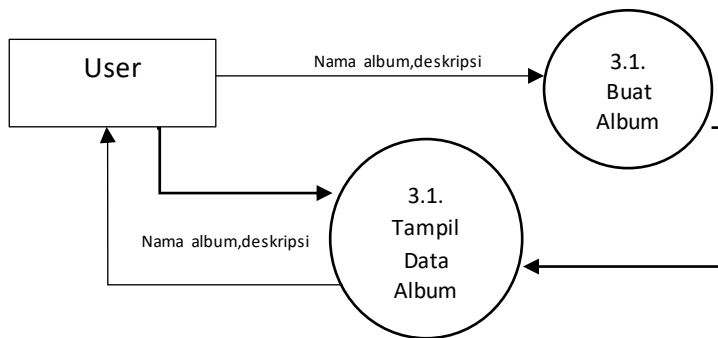 User
Nama album,deskripsi
3.1.
Buat
Album
3.1.
Tampil
Data
Album
Nama album,deskripsi